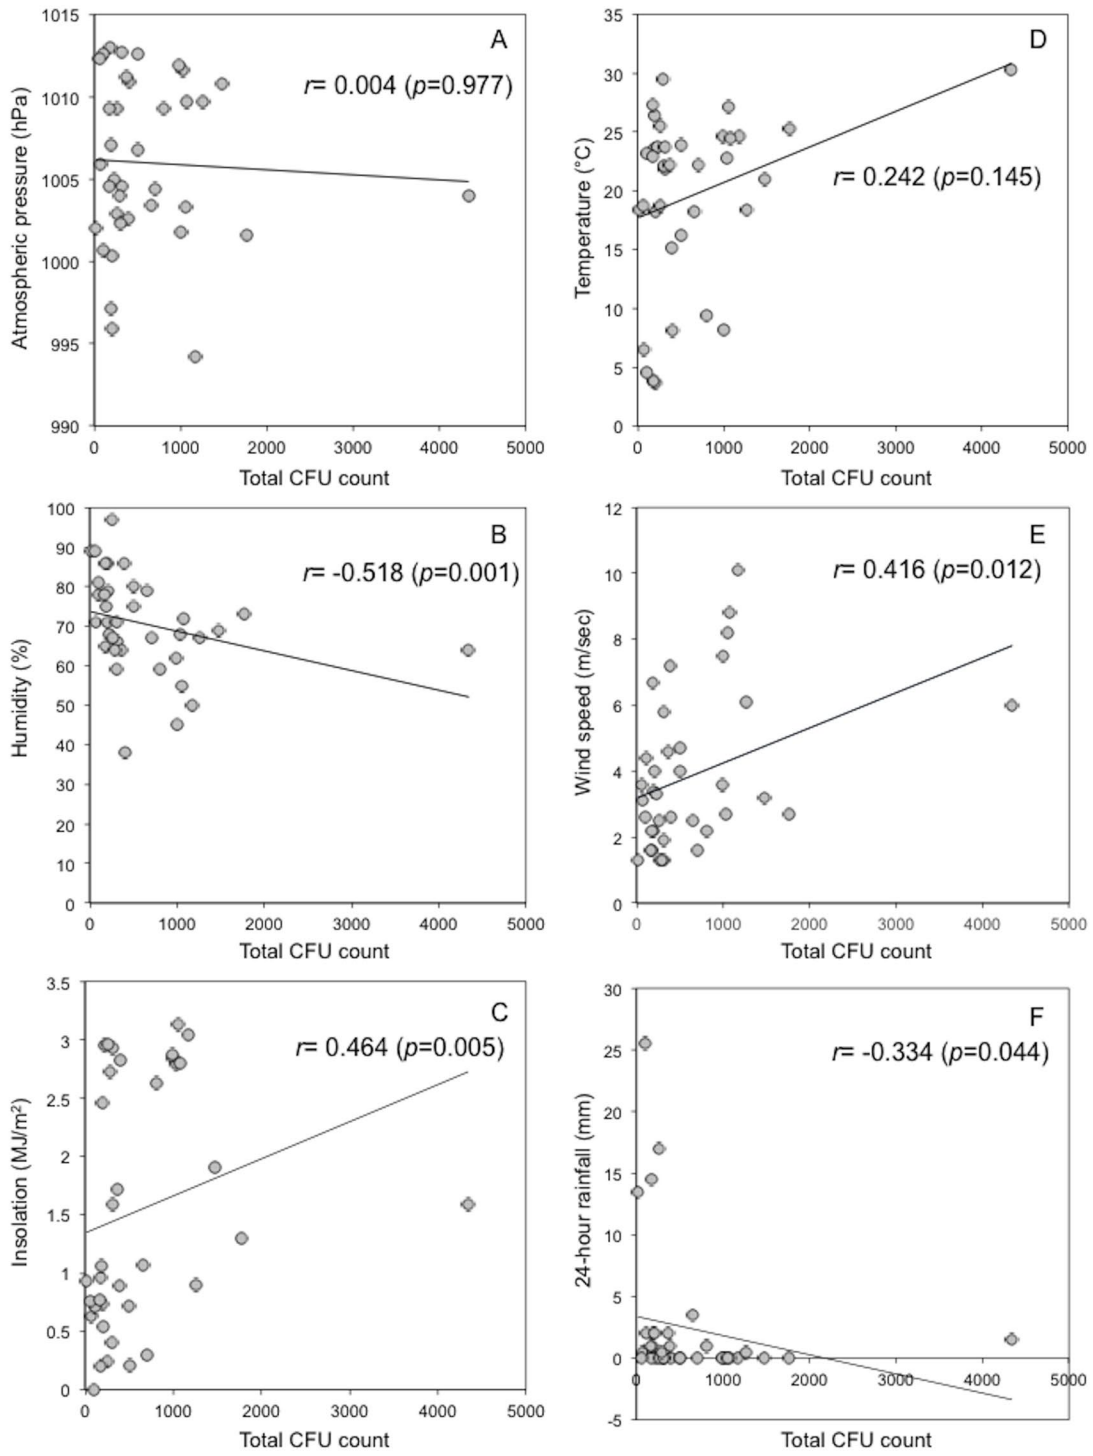 A
r= 0.004 (p=0.977)
Atmospheric pressure (hPa)
1015
1010
1005
1000
995
990
0 1000 2000 3000 4000 5000
Total CFU count
D
r= 0.242 (p=0.145)
Temperature (°C)
35
30
25
20
15
10
5
0
0 1000 2000 3000 4000 5000
Total CFU count
B
r= -0.518 (p=0.001)
Humidity (%)
100
90
80
70
60
50
40
30
20
10
0
0 1000 2000 3000 4000 5000
Total CFU count
E
r= 0.416 (p=0.012)
Wind speed (m/sec)
12
10
8
6
4
2
0
0 1000 2000 3000 4000 5000
Total CFU count
C
r= 0.464 (p=0.005)
Insolation (MJ/m²)
3.5
3
2.5
2
1.5
1
0.5
0
0 1000 2000 3000 4000 5000
Total CFU count
F
r= -0.334 (p=0.044)
24-hour rainfall (mm)
30
25
20
15
10
5
0
-5
0 1000 2000 3000 4000 5000
Total CFU count